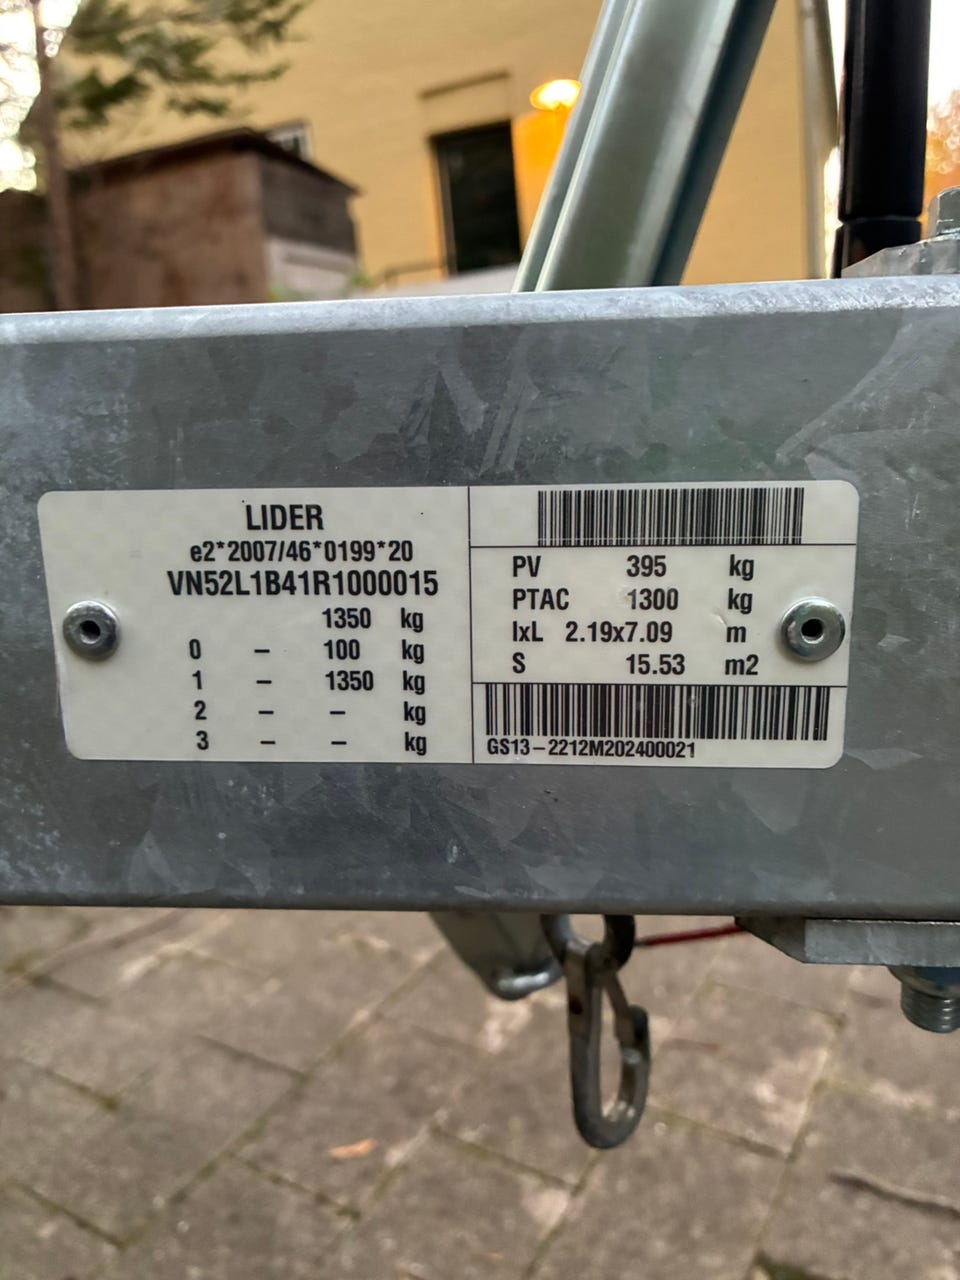 LIDER
e2*2007/46*0199*20
VN52L1B41R1000015
1350 kg
0 – 100 kg
1 – 1350 kg
2 – – kg
3 – – kg
PV 395 kg
PTAC 1300 kg
lxL 2.19x7.09 m
S 15.53 m2
GS13-2212M202400021